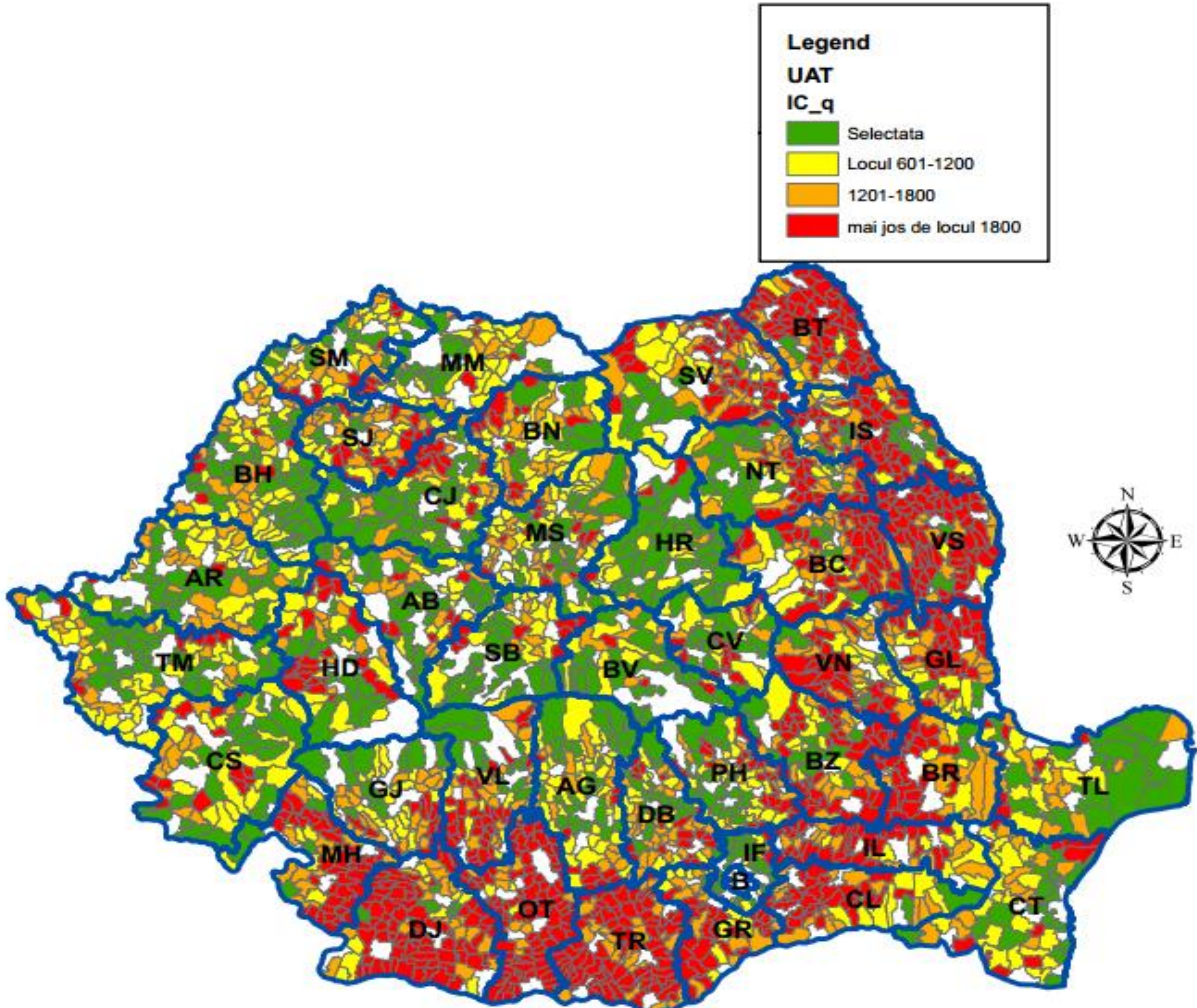 Legend
UAT
IC_q
Selectata
Locul 601-1200
1201-1800
mai jos de locul 1800
BT
SM
MM
SV
BN
IS
SJ
BH
CJ
NT
MS
HR
VS
BC
AR
AB
SB
CV
TM
HD
BV
VN
GL
CS
GJ
VL
AG
PH
BZ
BR
TL
DB
MH
IF
IL
B
CL
CT
OT
DJ
TR
GR
N
W
E
S